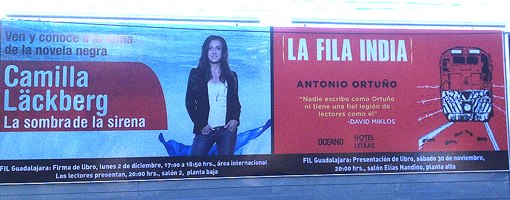 Ven y conoce a la reina
de la novela negra
Camilla
Läckberg
La sombra de la sirena
FIL Guadalajara: Firma de libro, lunes 2 de diciembre, 17:00 a 18:50 hrs., área internacional
Los lectores presentan, 20:00 hrs., salón 2, planta baja
LA FILA INDIA
ANTONIO ORTUÑO
"Nadie escribe como Ortuño
ni tiene una fiel legión de
lectores como él"
-DAVID MIKLOS
OCEANO
HOTEL
DE LAS
LETRAS
FIL Guadalajara: Presentación de libro, sábado 30 de noviembre,
20:00 hrs., salón Elías Nandino, planta alta